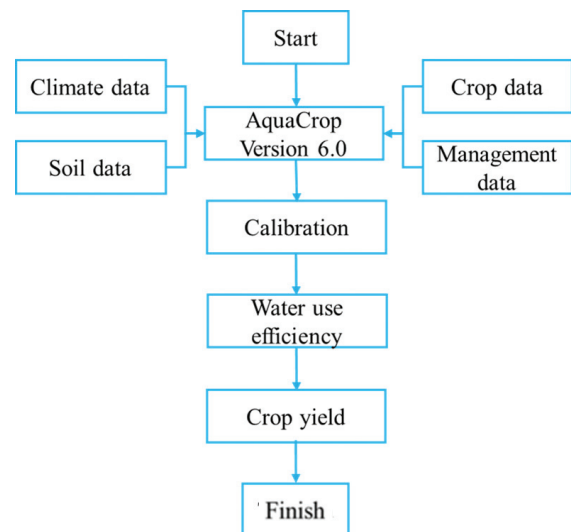 Start
Climate data
Crop data
AquaCrop
Version 6.0
Soil data
Management
data
Calibration
Water use
efficiency
Crop yield
Finish